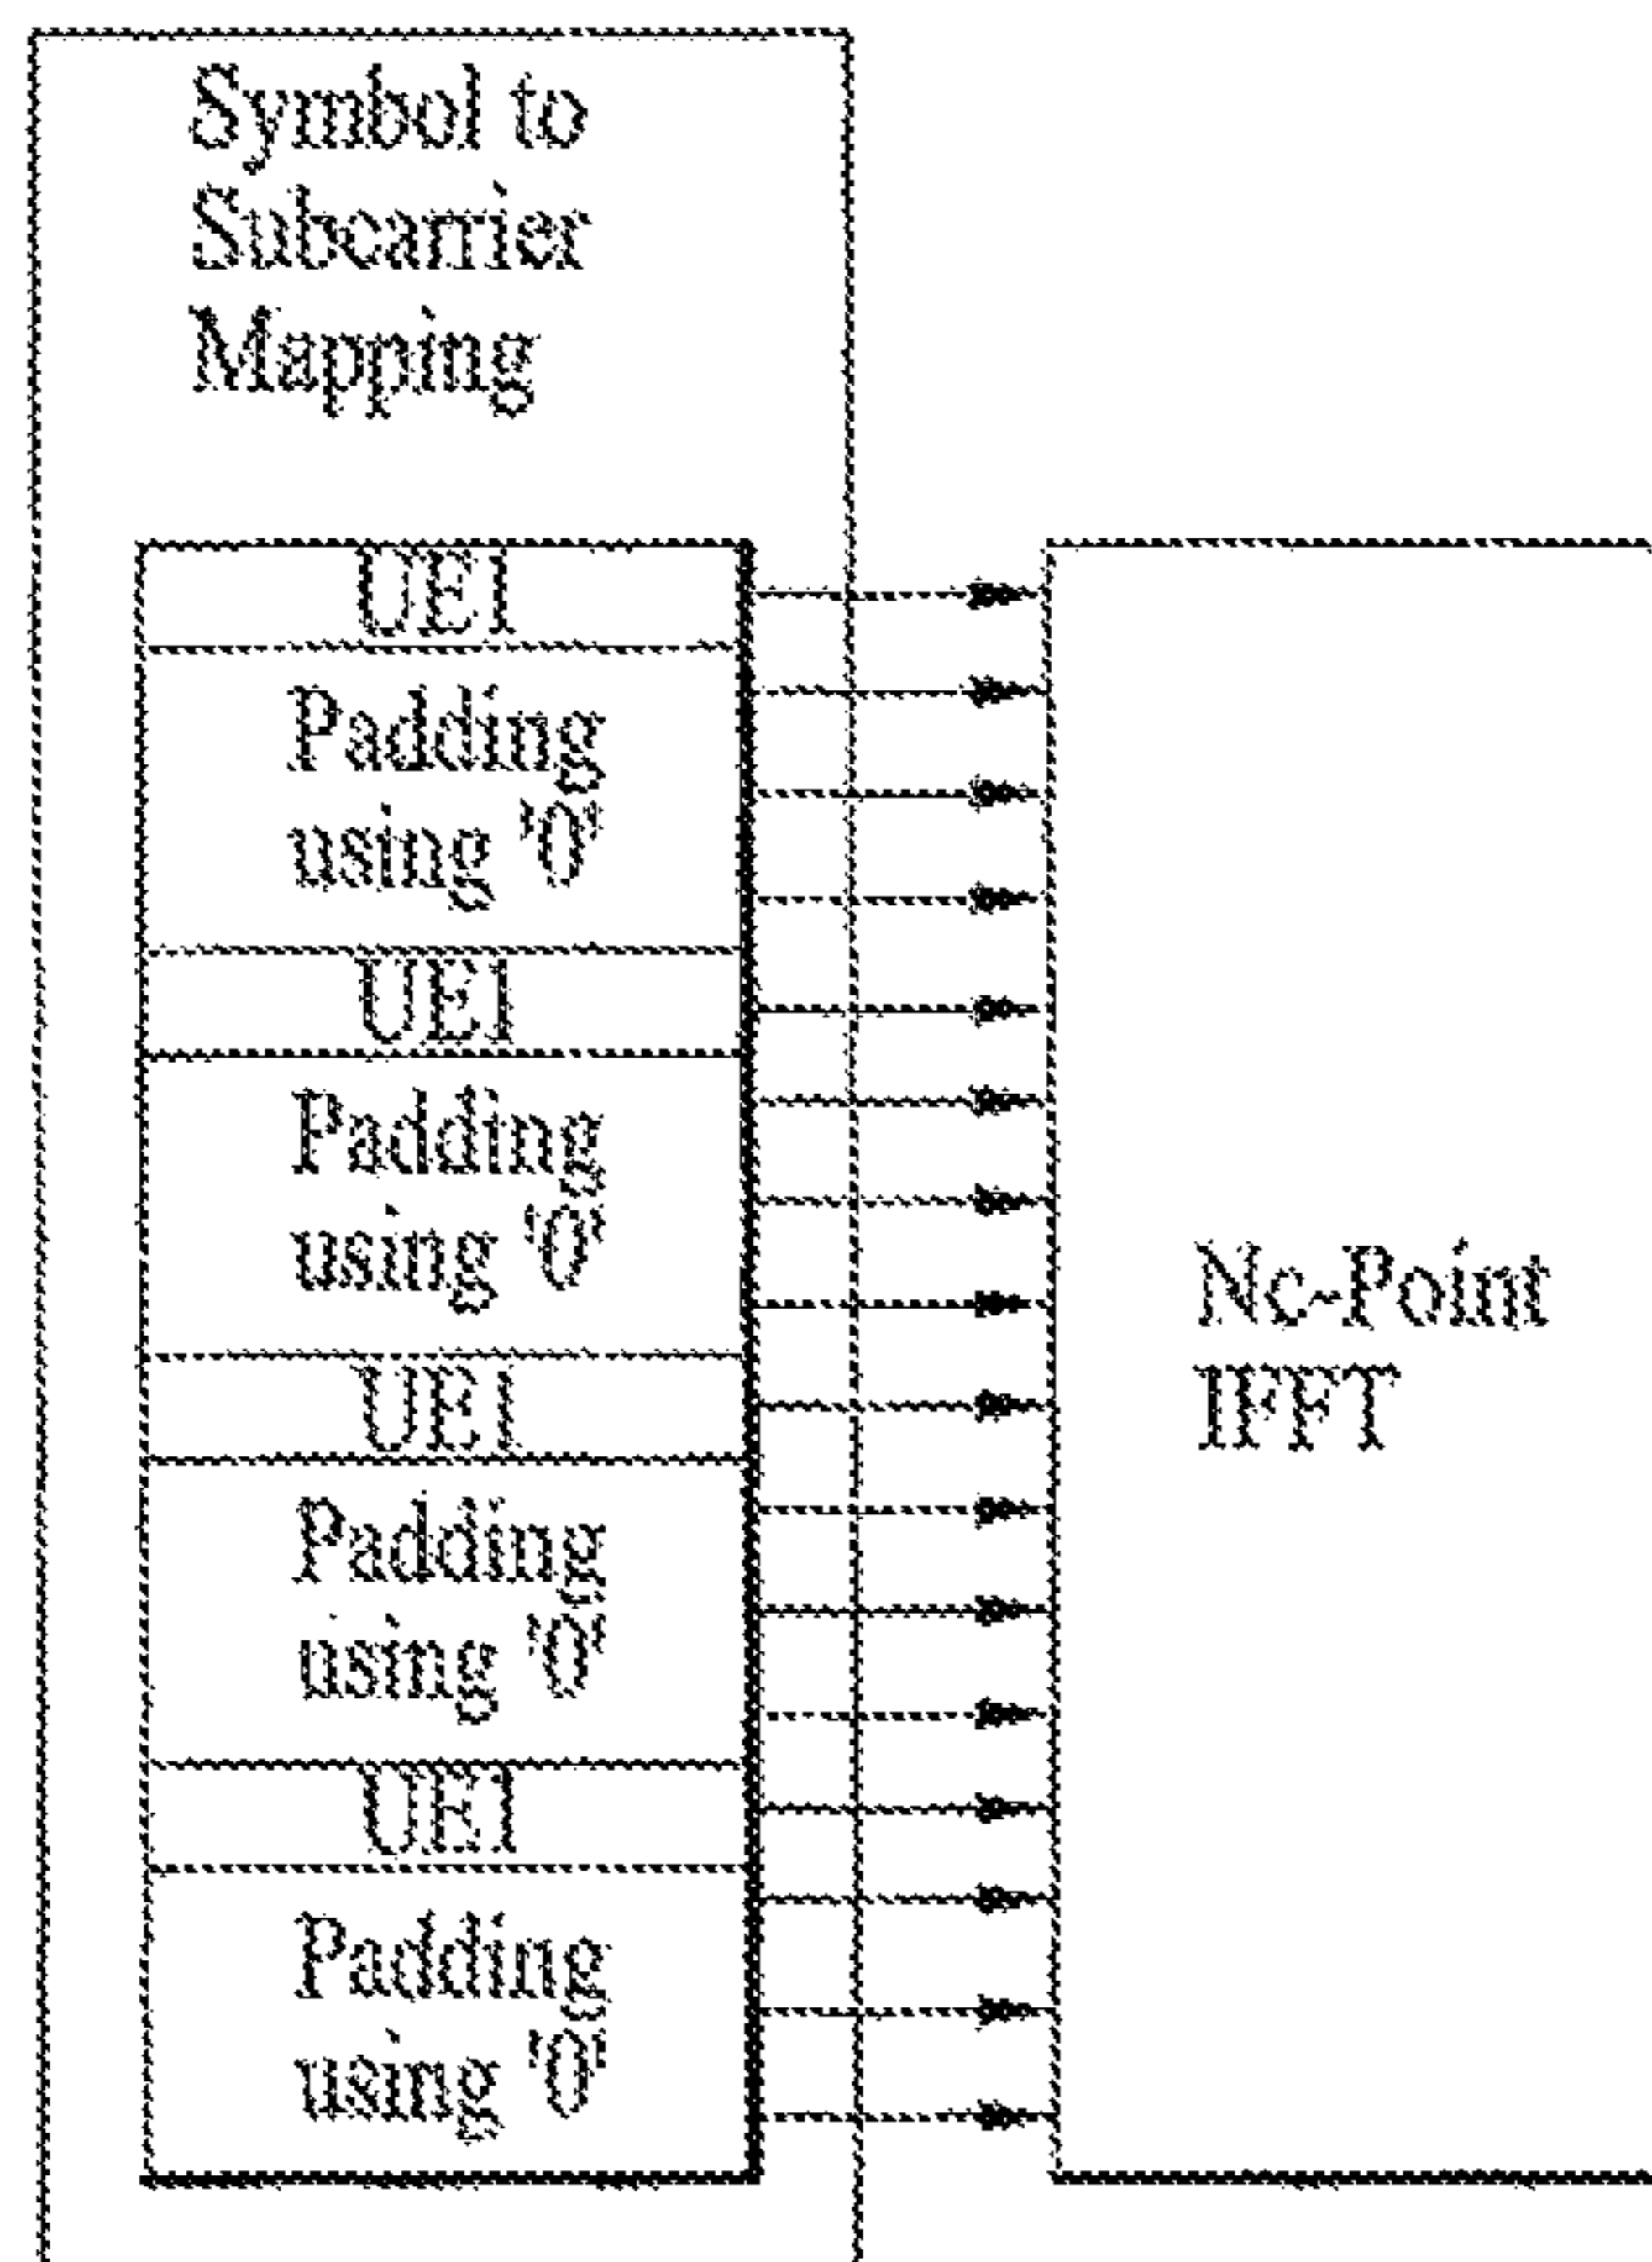 Symbol to
Subcarrier
Mapping
UE1
Padding
using '0'
UE1
Padding
using '0'
UE1
Padding
using '0'
UE1
Padding
using '0'
Nc-Point
IFFT